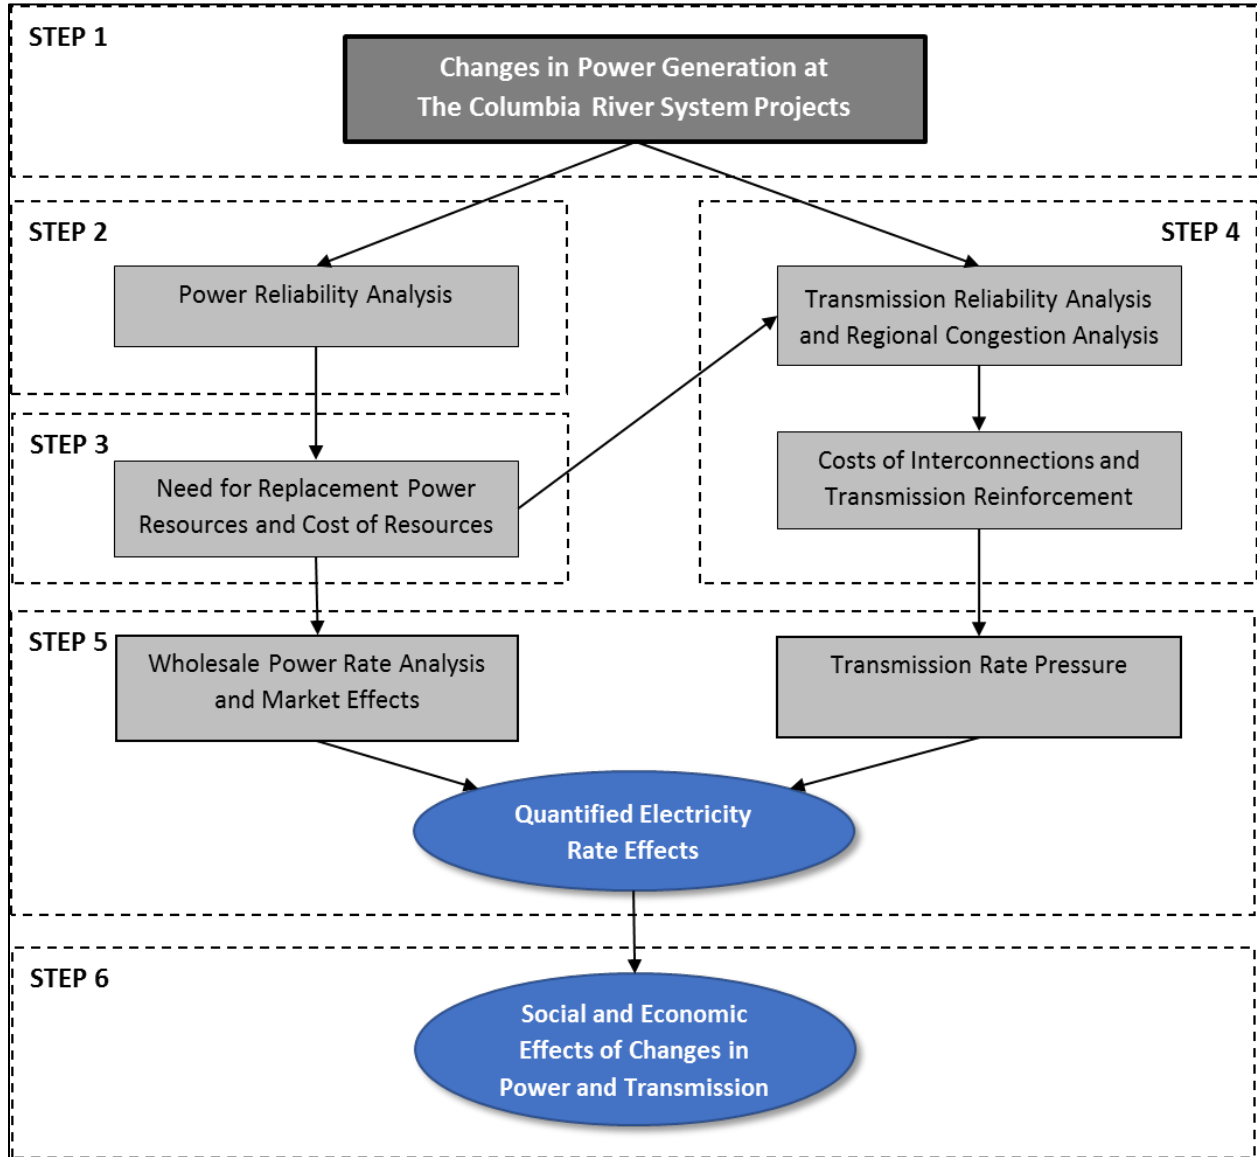 STEP 1
Changes in Power Generation at
The Columbia River System Projects
STEP 2
Power Reliability Analysis
STEP 3
Need for Replacement Power
Resources and Cost of Resources
STEP 4
Transmission Reliability Analysis
and Regional Congestion Analysis
Costs of Interconnections and
Transmission Reinforcement
STEP 5
Wholesale Power Rate Analysis
and Market Effects
Transmission Rate Pressure
Quantified Electricity
Rate Effects
STEP 6
Social and Economic
Effects of Changes in
Power and Transmission